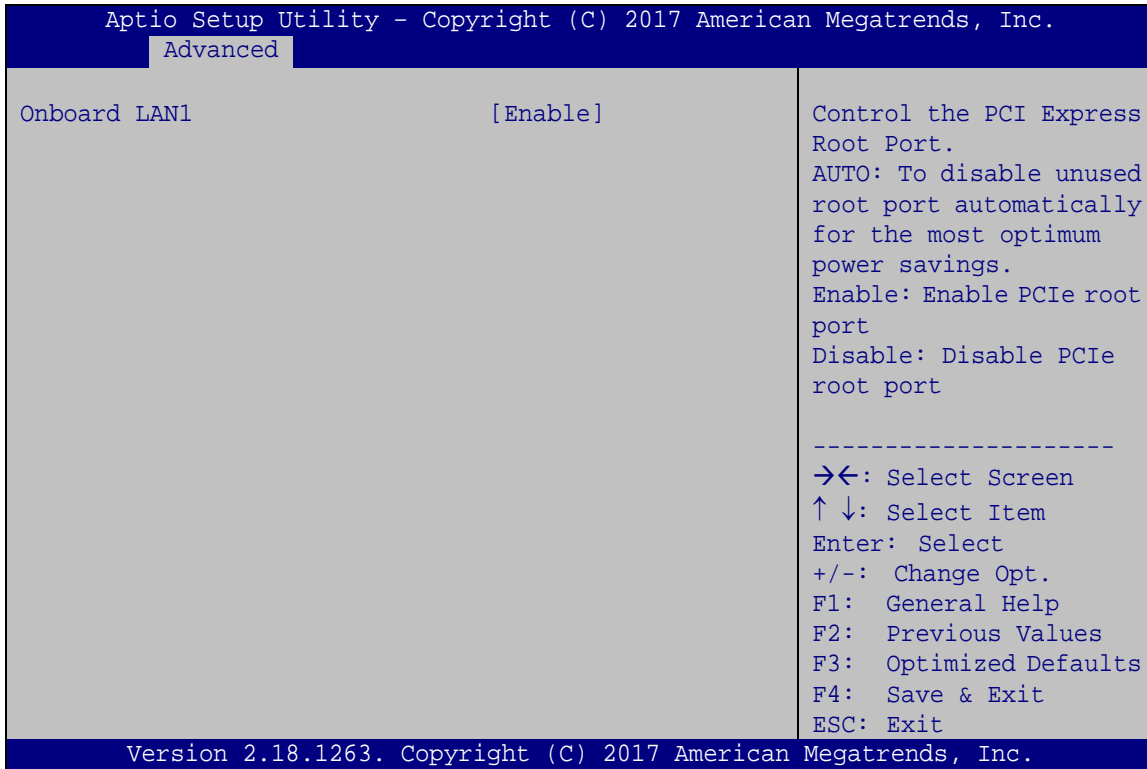 Aptio Setup Utility – Copyright (C) 2017 American Megatrends, Inc.
Advanced
Onboard LAN1 [Enable]
Control the PCI Express
Root Port.
AUTO: To disable unused
root port automatically
for the most optimum
power savings.
Enable: Enable PCIe root
port
Disable: Disable PCIe
root port
---------------------
→←: Select Screen
↑ ↓: Select Item
Enter: Select
+/-: Change Opt.
F1: General Help
F2: Previous Values
F3: Optimized Defaults
F4: Save & Exit
ESC: Exit
Version 2.18.1263. Copyright (C) 2017 American Megatrends, Inc.